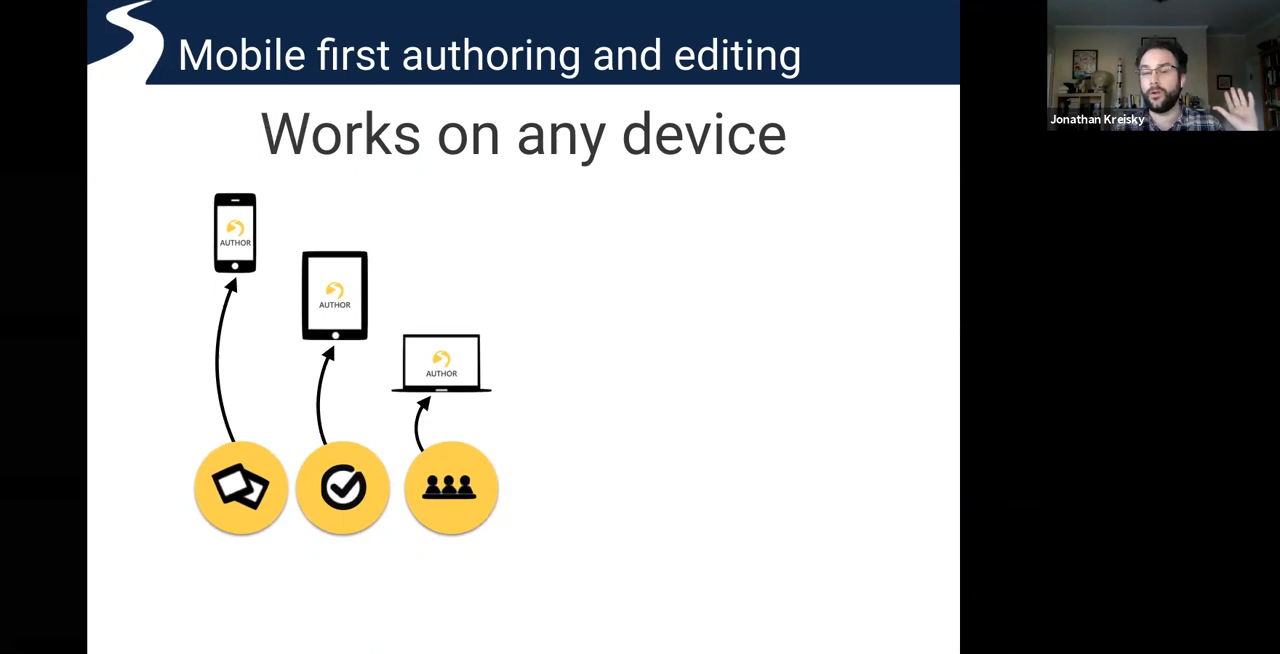 Mobile first authoring and editing
Works on any device
AUTHOR
AUTHOR
AUTHOR
Jonathan Kreisky